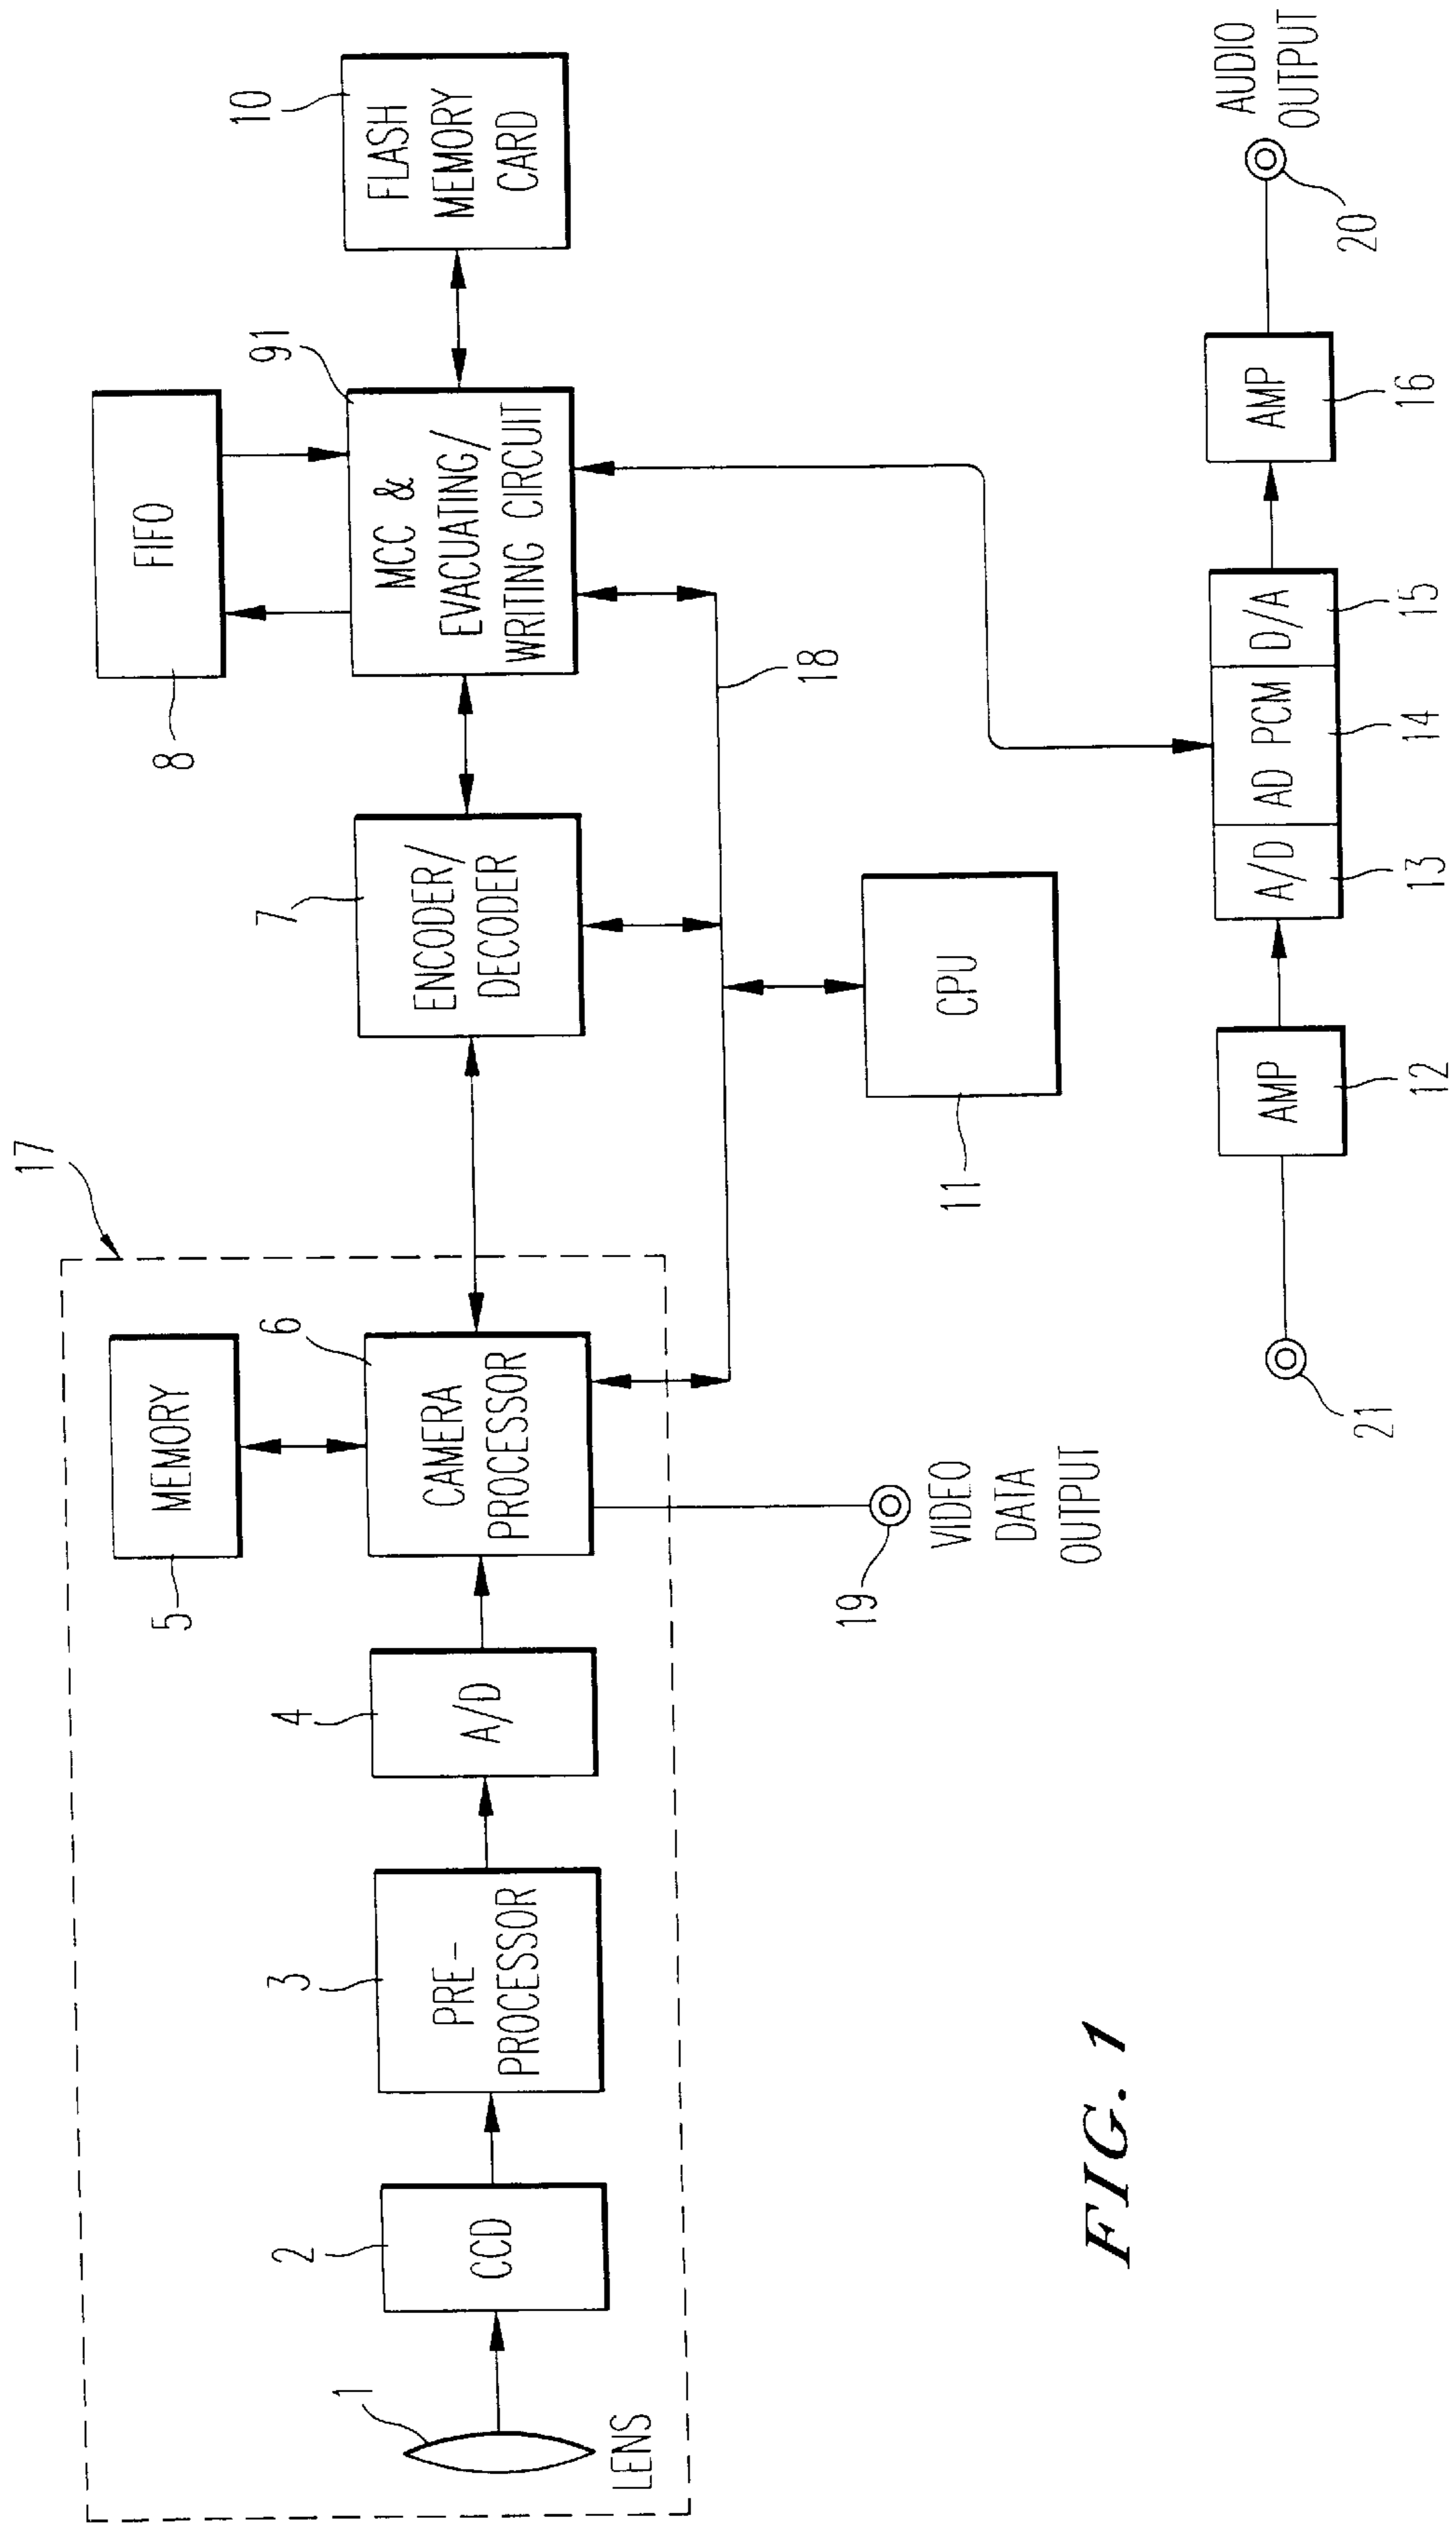 17
5
MEMORY
8
FIFO
1
LENS
2
CCD
3
PRE-
PROCESSOR
4
A/D
6
CAMERA
PROCESSOR
7
ENCODER/
DECODER
91
MCC &
EVACUATING/
WRITING CIRCUIT
10
FLASH
MEMORY
CARD
18
19
VIDEO
DATA
OUTPUT
11
CPU
21
AMP
12
A/D
13
AD PCM
14
D/A
15
AMP
16
20
AUDIO
OUTPUT
FIG. 1